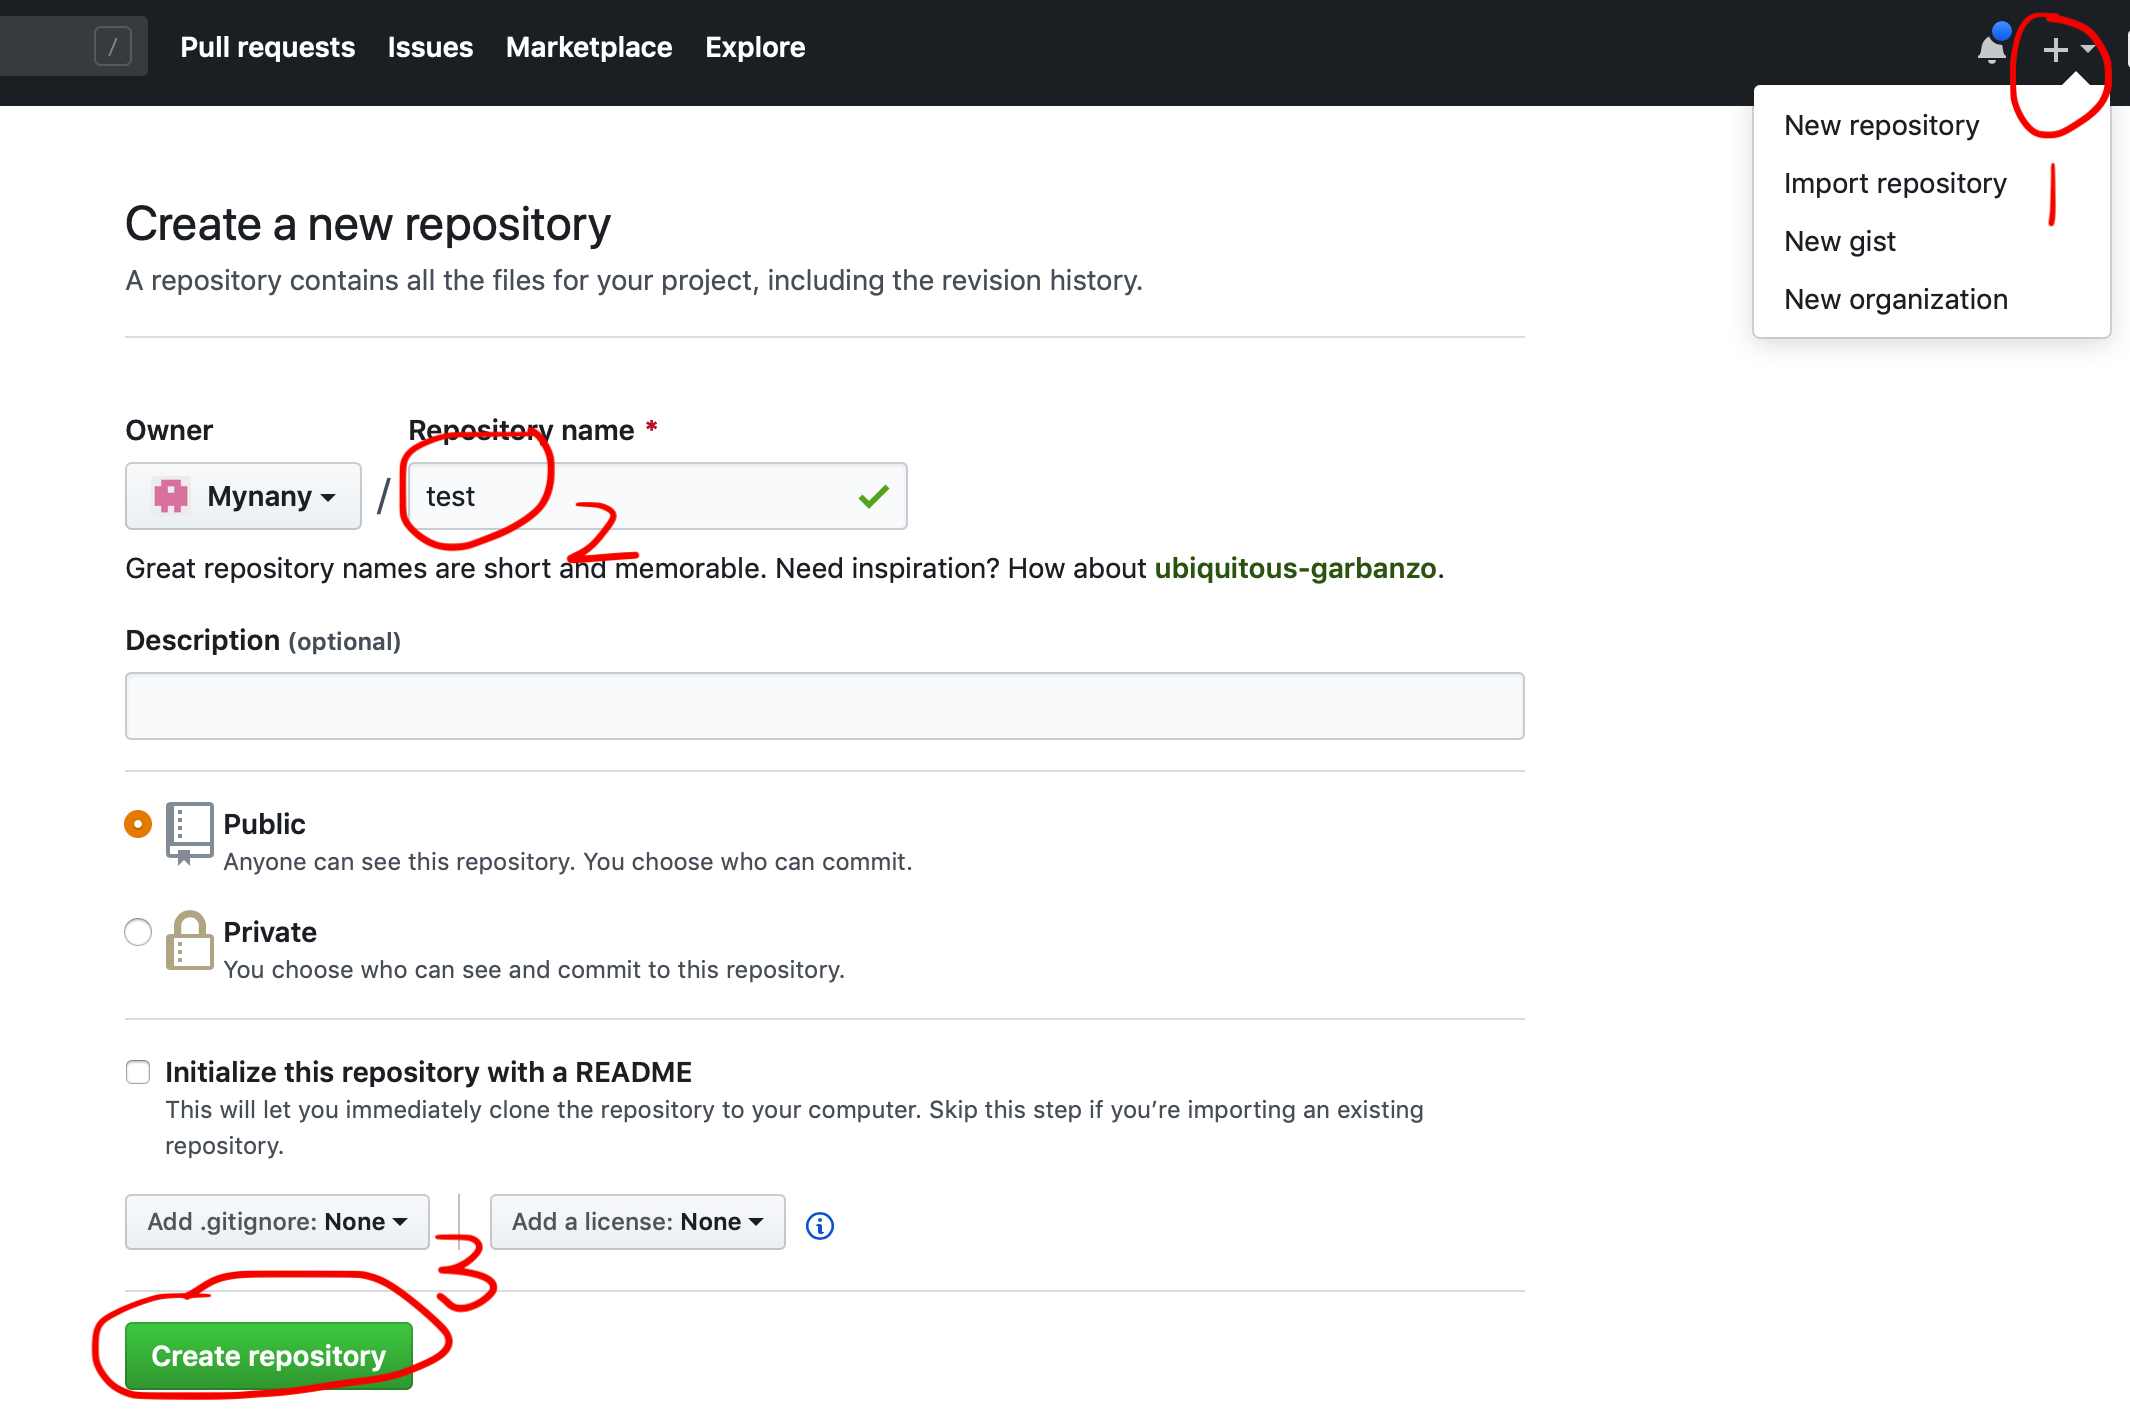 / Pull requests Issues Marketplace Explore
New repository
Import repository
1
New gist
New organization
Create a new repository
A repository contains all the files for your project, including the revision history.
Owner Repository name *
Mynany / test
2
Great repository names are short and memorable. Need inspiration? How about ubiquitous-garbanzo.
Description (optional)
Public
Anyone can see this repository. You choose who can commit.
Private
You choose who can see and commit to this repository.
Initialize this repository with a README
This will let you immediately clone the repository to your computer. Skip this step if you’re importing an existing
repository.
Add .gitignore: None Add a license: None
3
Create repository